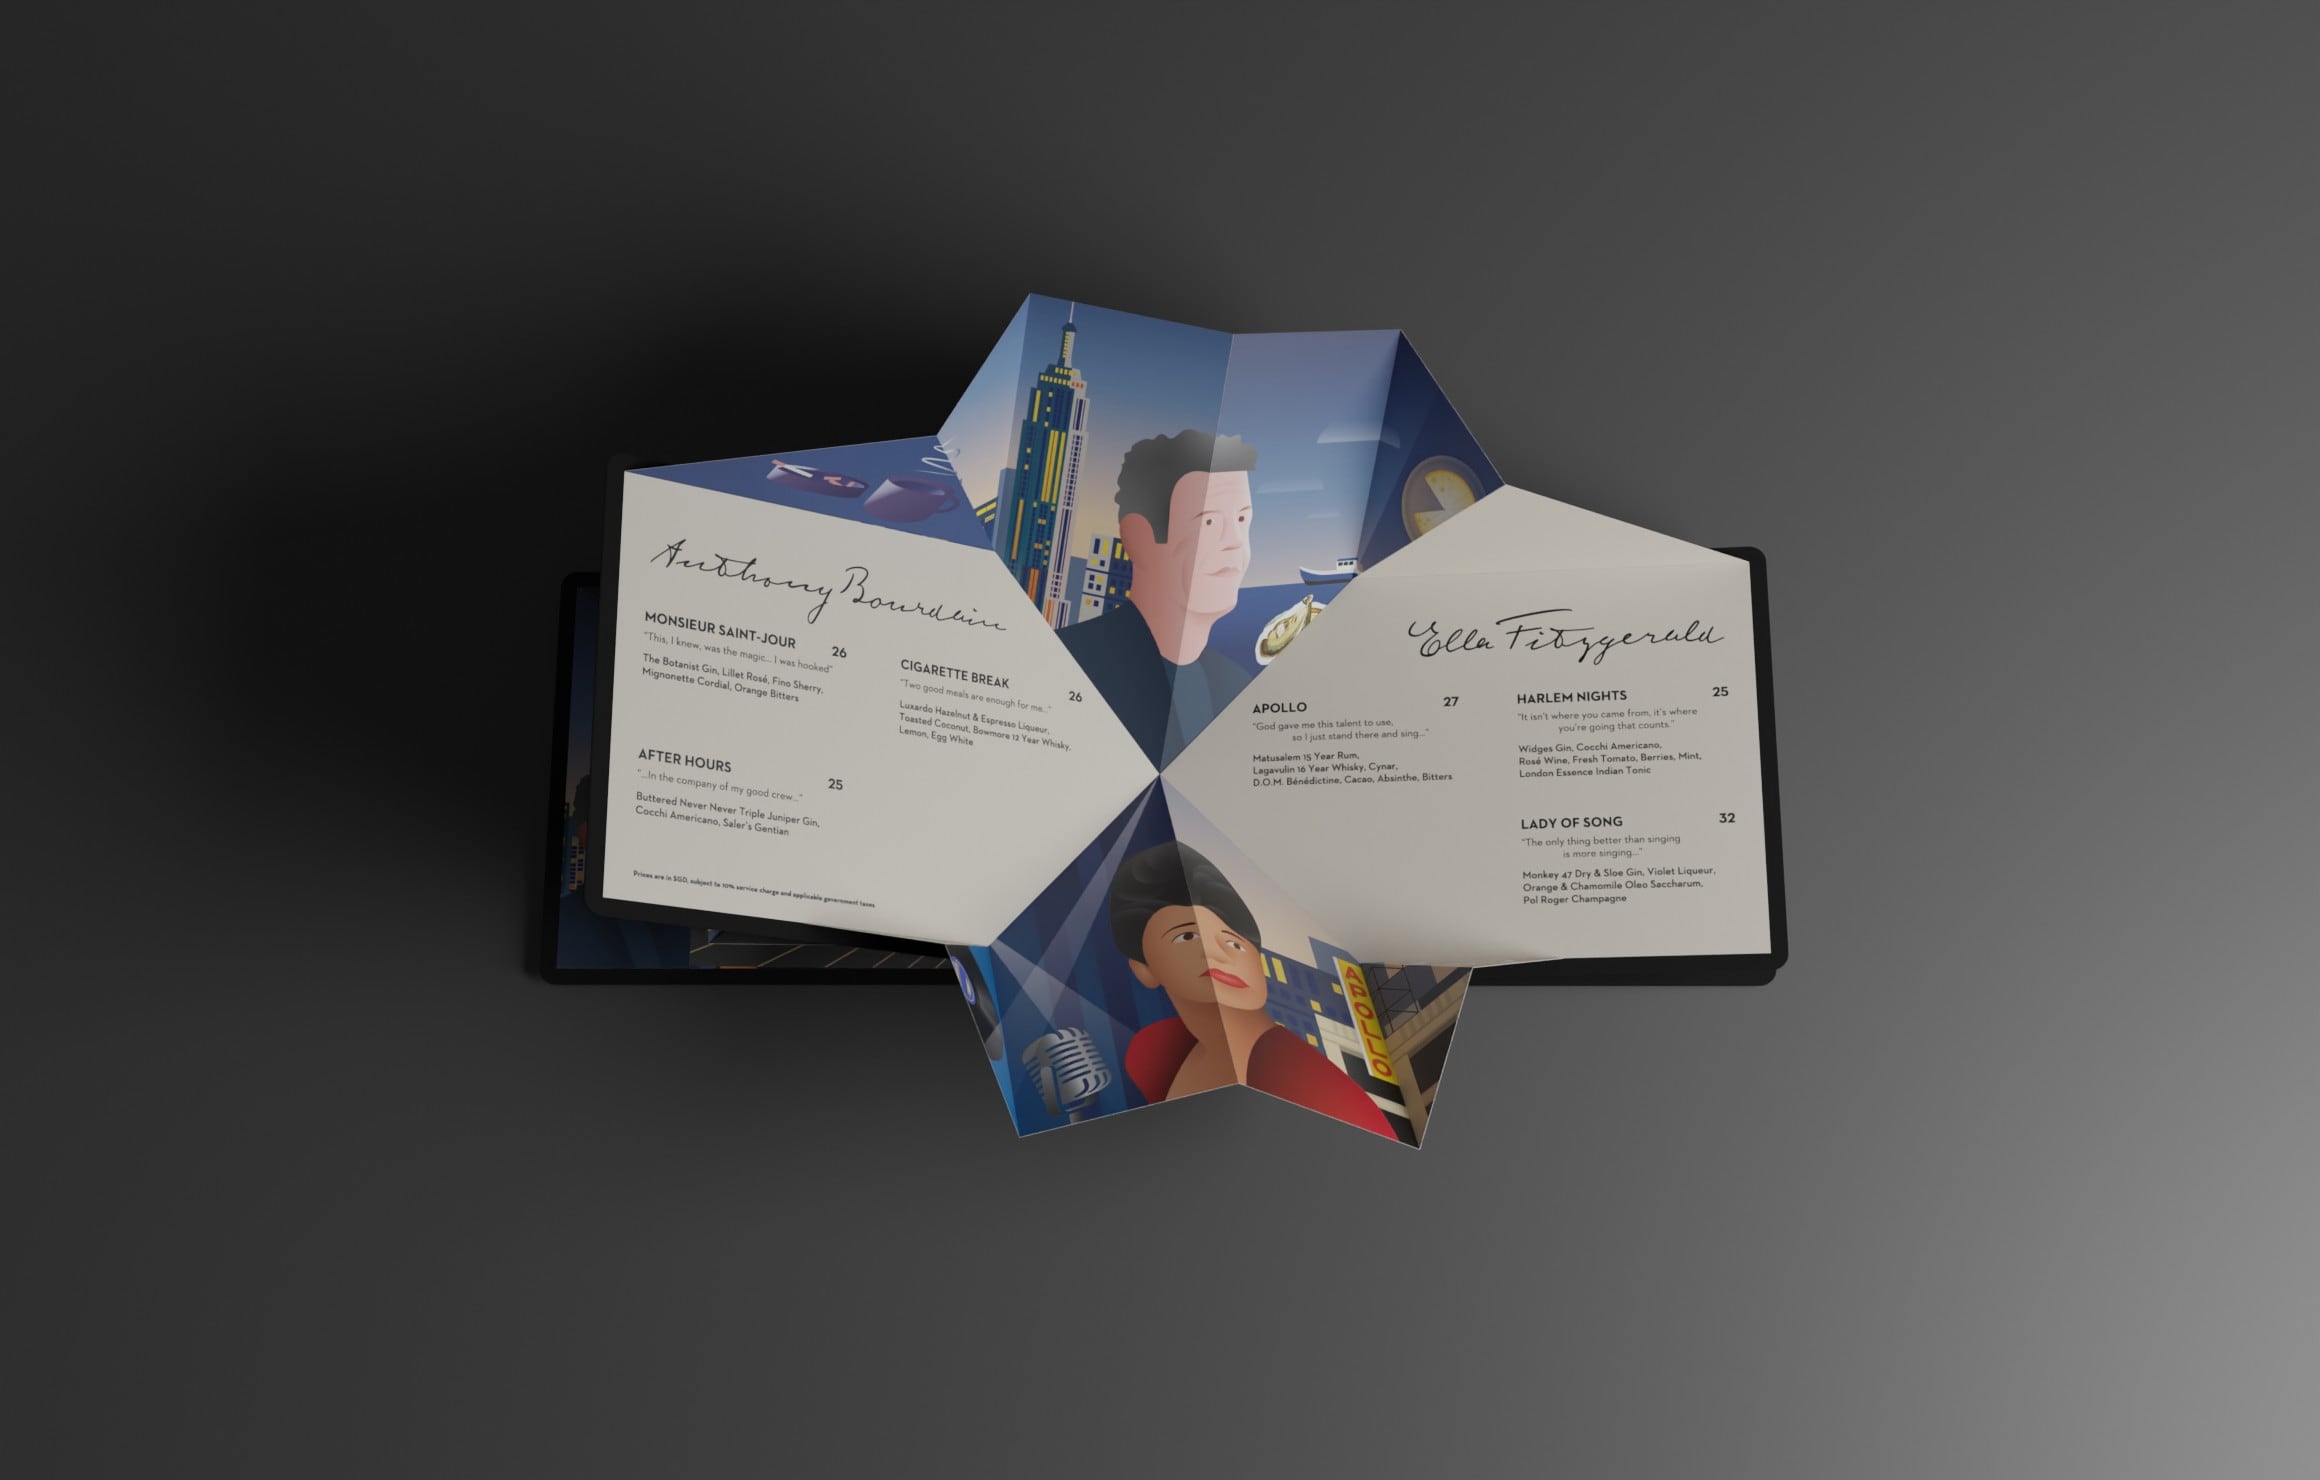 Anthony Bourdain
MONSIEUR SAINT-JOUR 26
"This, I knew, was the magic... I was hooked"
The Botanist Gin, Lillet Rosé, Fino Sherry,
Mignonette Cordial, Orange Bitters
CIGARETTE BREAK 26
"Two good meals are enough for me..."
Luxardo Hazelnut & Espresso Liqueur,
Toasted Coconut, Bowmore 12 Year Whisky,
Lemon, Egg White
AFTER HOURS 25
"...In the company of my good crew..."
Buttered Never Never Triple Juniper Gin,
Cocchi Americano, Saler's Gentian
Prices are in SGD, subject to 10% service charge and applicable government taxes
Ella Fitzgerald
APOLLO 27
"God gave me this talent to use,
so I just stand there and sing..."
Matusalem 15 Year Rum,
Lagavulin 16 Year Whisky, Cynar,
D.O.M. Bénédictine, Cacao, Absinthe, Bitters
HARLEM NIGHTS 25
"It isn't where you came from, it's where
you're going that counts."
Widges Gin, Cocchi Americano,
Rosé Wine, Fresh Tomato, Berries, Mint,
London Essence Indian Tonic
LADY OF SONG 32
"The only thing better than singing
is more singing..."
Monkey 47 Dry & Sloe Gin, Violet Liqueur,
Orange & Chamomile Oleo Saccharum,
Pol Roger Champagne
APOLLO